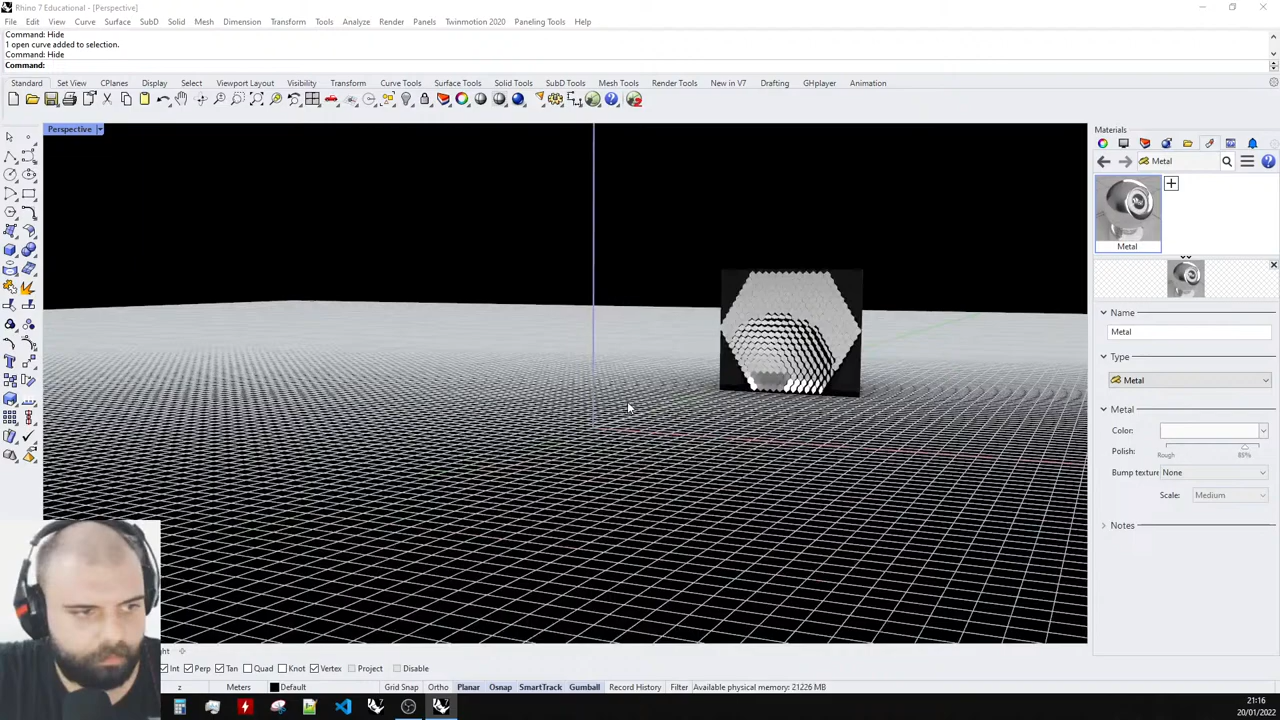 Rhino 7 Educational - [Perspective]
File Edit View Curve Surface SubD Solid Mesh Dimension Transform Tools Analyze Render Panels Twinmotion 2020 Paneling Tools Help
Command: Hide
1 open curve added to selection.
Command: Hide
Command:
Standard Set View CPlanes Display Select Viewport Layout Visibility Transform Curve Tools Surface Tools Solid Tools SubD Tools Mesh Tools Render Tools New in V7 Drafting GHplayer Animation
Perspective
Materials
Metal
Metal
Name
Metal
Type
Metal
Metal
Color:
Polish:
Rough
89%
Bump texture
None
Scale:
Medium
Notes
ght
Int Perp Tan Quad Knot Vertex Project Disable
z Meters Default Grid Snap Ortho Planar Osnap SmartTrack Gumball Record History Filter Available physical memory: 21226 MB
21:16
20/01/2022